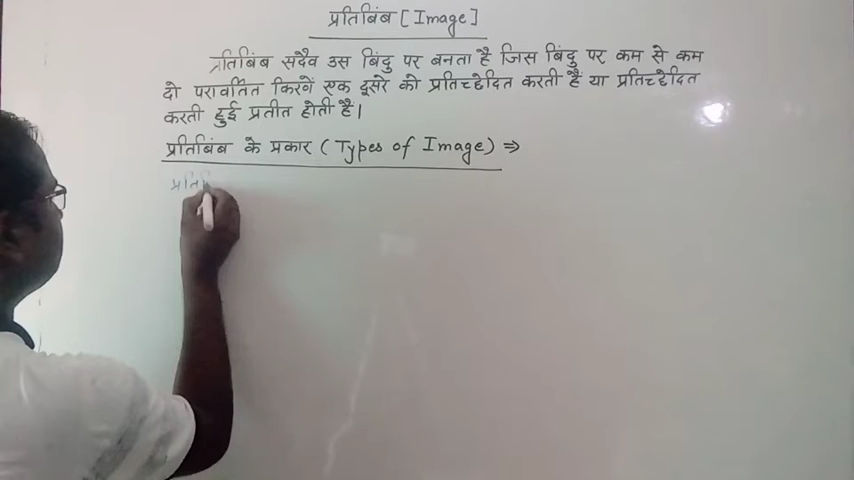 प्रतिबिंब [Image]
प्रतिबिंब सदैव उस बिंदु पर बनता है जिस बिंदु पर कम से कम
दो परावर्तित किरणें एक दूसरे को प्रतिच्छेदित करती हैं या प्रतिच्छेदित
करती हुई प्रतीत होती हैं।
प्रतिबिंब के प्रकार (Types of Image) ⇒
प्रति